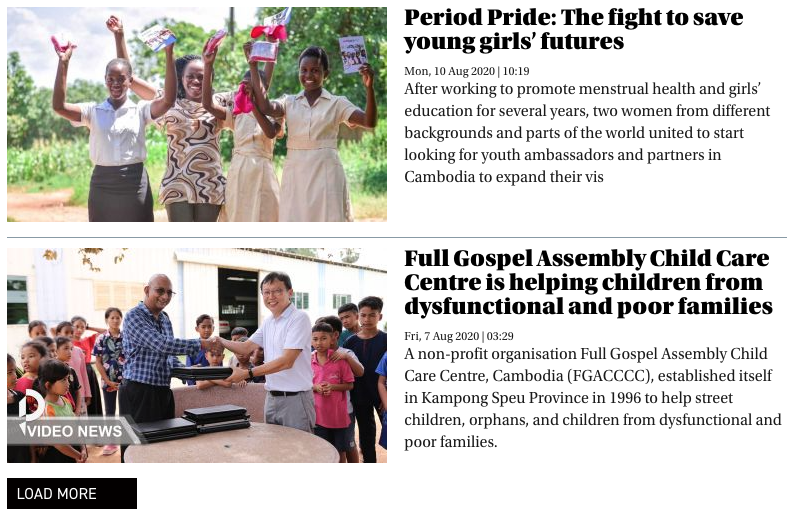 Period Pride: The fight to save
young girls’ futures
Mon, 10 Aug 2020 | 10:19
After working to promote menstrual health and girls’
education for several years, two women from different
backgrounds and parts of the world united to start
looking for youth ambassadors and partners in
Cambodia to expand their vis
Full Gospel Assembly Child Care
Centre is helping children from
dysfunctional and poor families
Fri, 7 Aug 2020 | 03:29
A non-profit organisation Full Gospel Assembly Child
Care Centre, Cambodia (FGACCCC), established itself
in Kampong Speu Province in 1996 to help street
children, orphans, and children from dysfunctional and
poor families.
VIDEO NEWS
LOAD MORE